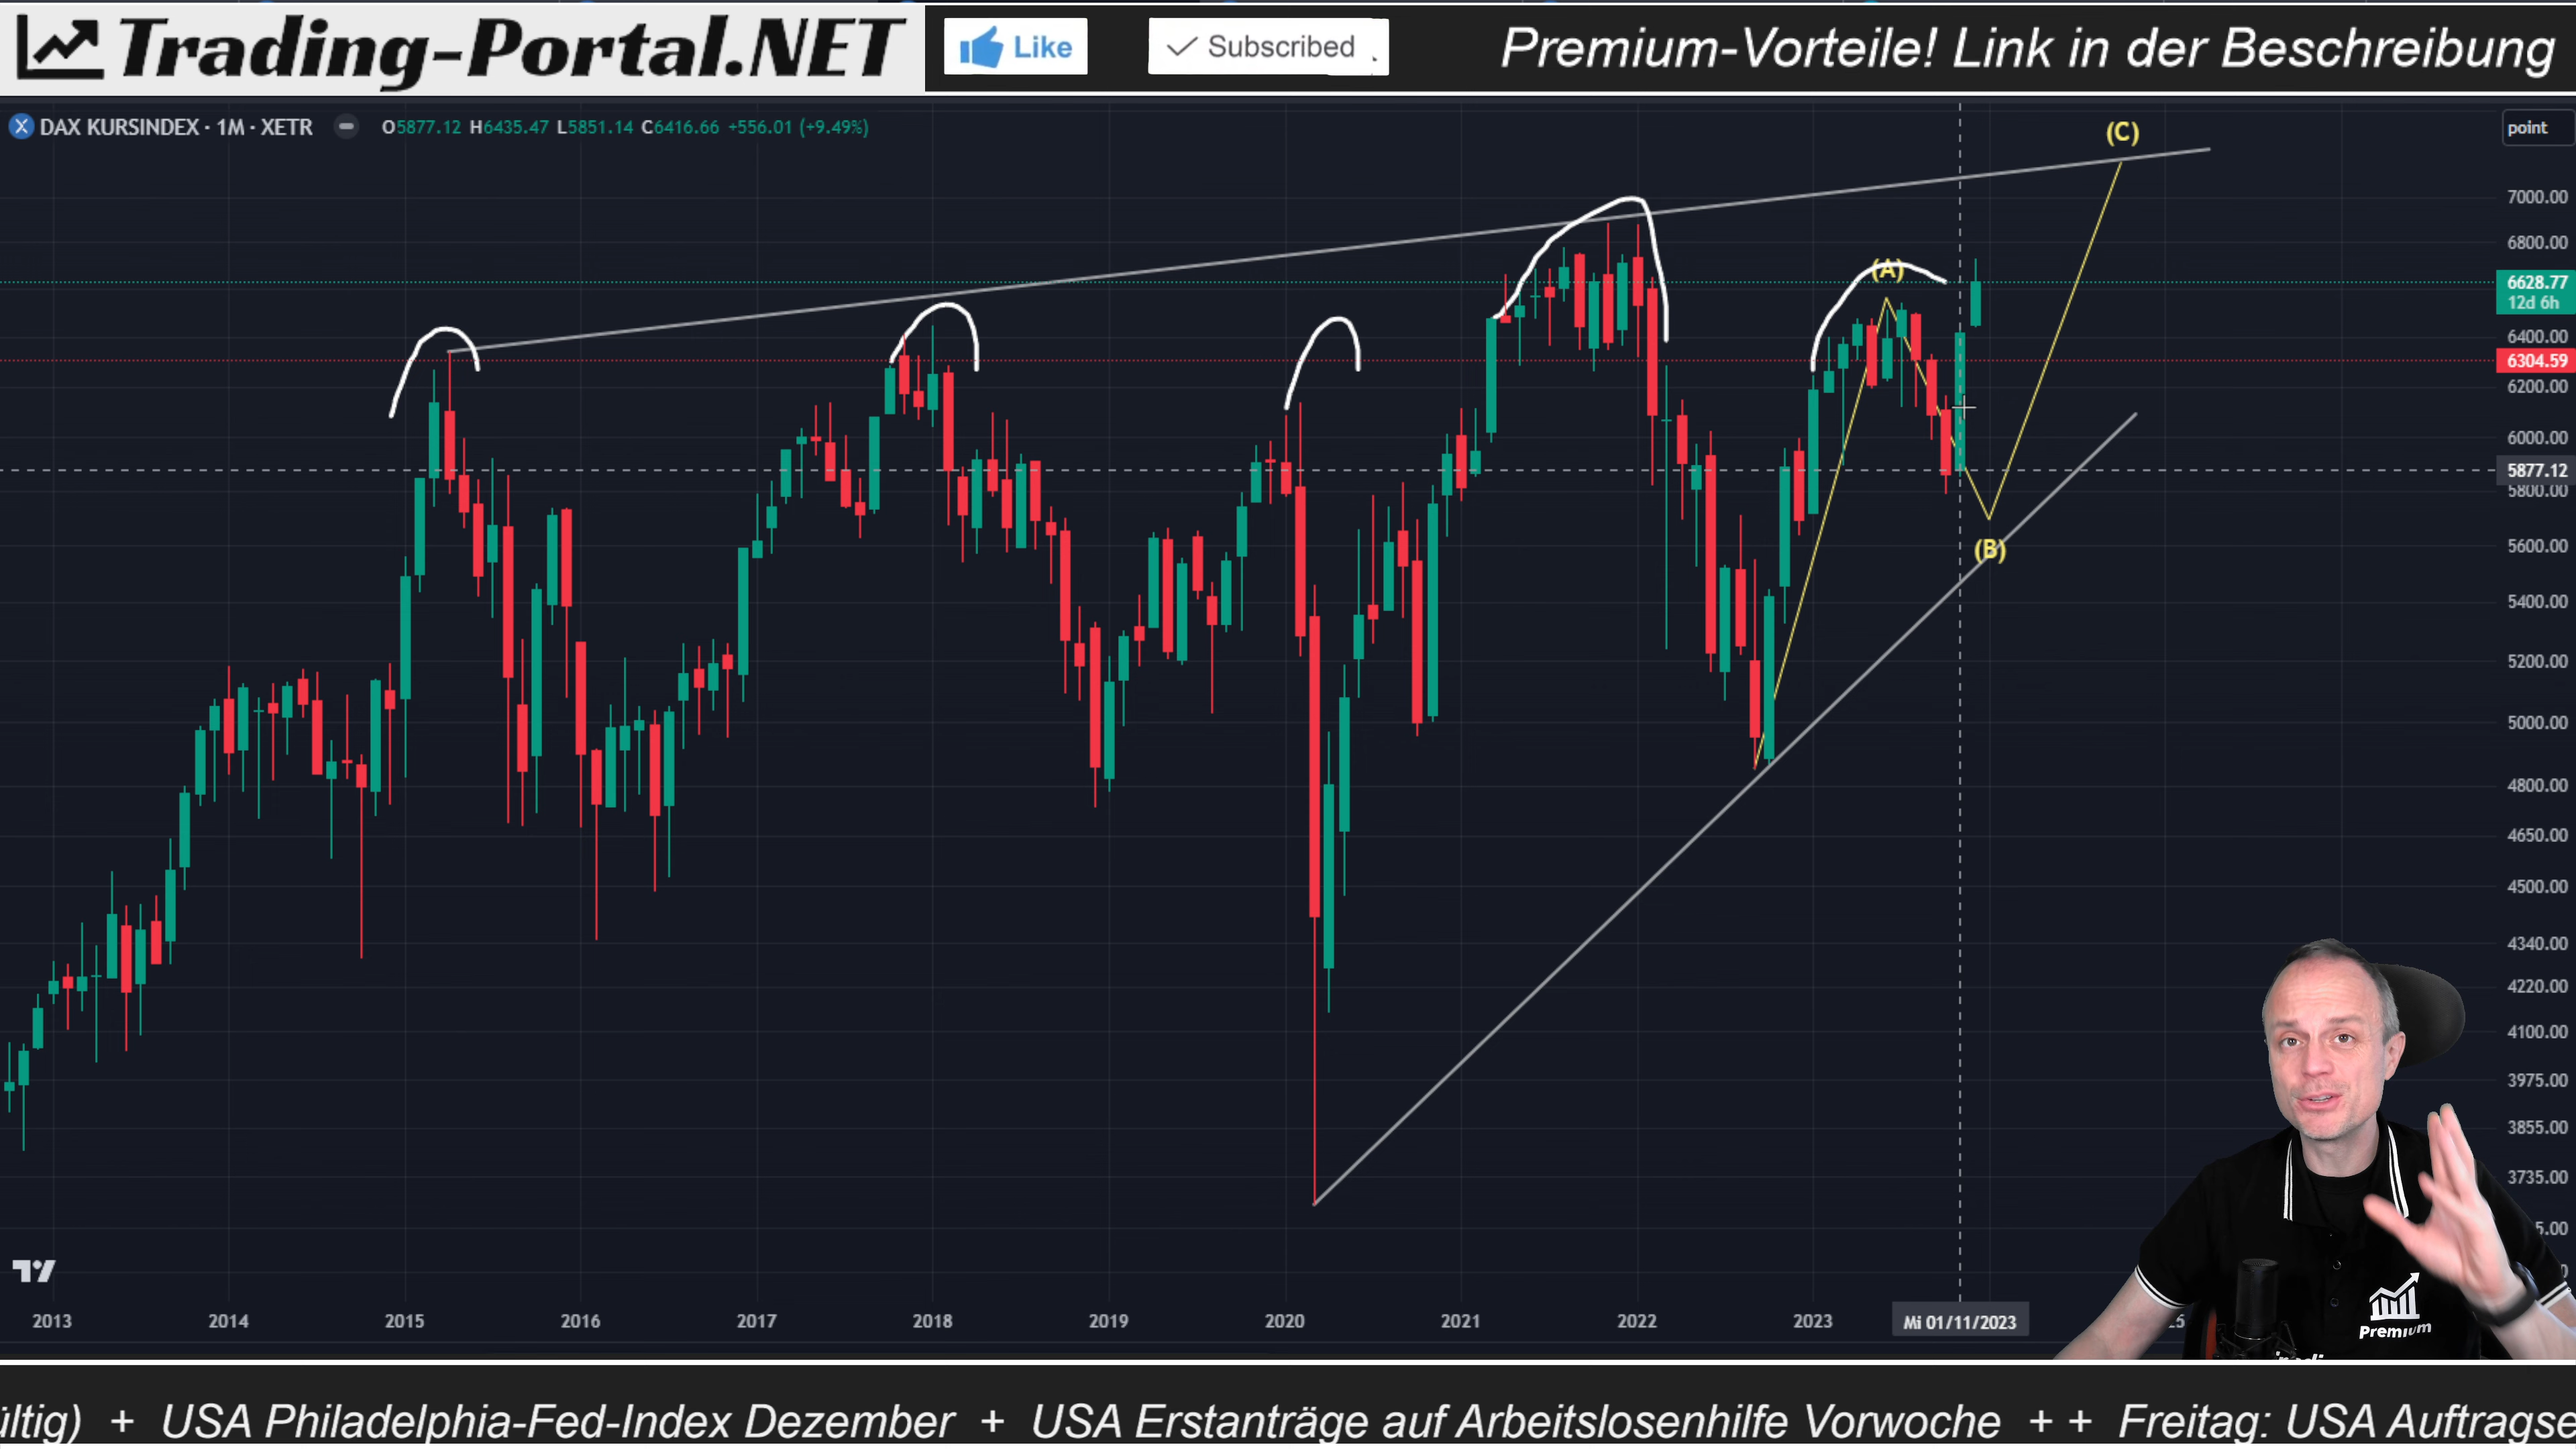 Trading-Portal.NET
Like
Subscribed
Premium-Vorteile! Link in der Beschreibung
DAX KURSINDEX · 1M · XETR
O5877.12 H6435.47 L5851.14 C6416.66 +556.01 (+9.49%)
point
(C)
7000.00
6800.00
(A)
6628.77
12d 6h
6400.00
6304.59
6200.00
6000.00
5877.12
5800.00
(B)
5600.00
5400.00
5200.00
5000.00
4800.00
4650.00
4500.00
4340.00
4220.00
4100.00
3975.00
3855.00
3735.00
5.00
2013 2014 2015 2016 2017 2018 2019 2020 2021 2022 2023 Mi 01/11/2023
Premium
ültig) + USA Philadelphia-Fed-Index Dezember + USA Erstanträge auf Arbeitslosenhilfe Vorwoche + + Freitag: USA Auftragse